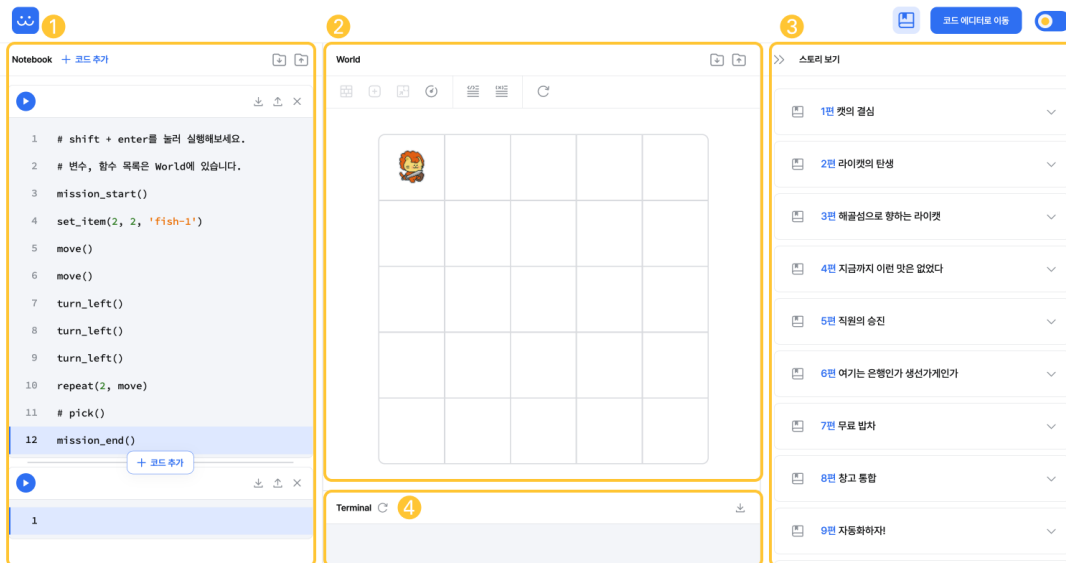 1
2
3
코드 에디터로 이동
Notebook + 코드 추가
1 # shift + enter를 눌러 실행해보세요.
2 # 변수, 함수 목록은 World에 있습니다.
3 mission_start()
4 set_item(2, 2, 'fish-1')
5 move()
6 move()
7 turn_left()
8 turn_left()
9 turn_left()
10 repeat(2, move)
11 # pick()
12 mission_end()
+ 코드 추가
1
World
Terminal
4
스토리 보기
1편 캣의 결심
2편 라이캣의 탄생
3편 해골섬으로 향하는 라이캣
4편 지금까지 이런 맛은 없었다
5편 직원의 승진
6편 여기는 은행인가 생선가게인가
7편 무료 밥차
8편 창고 통합
9편 자동화하자!